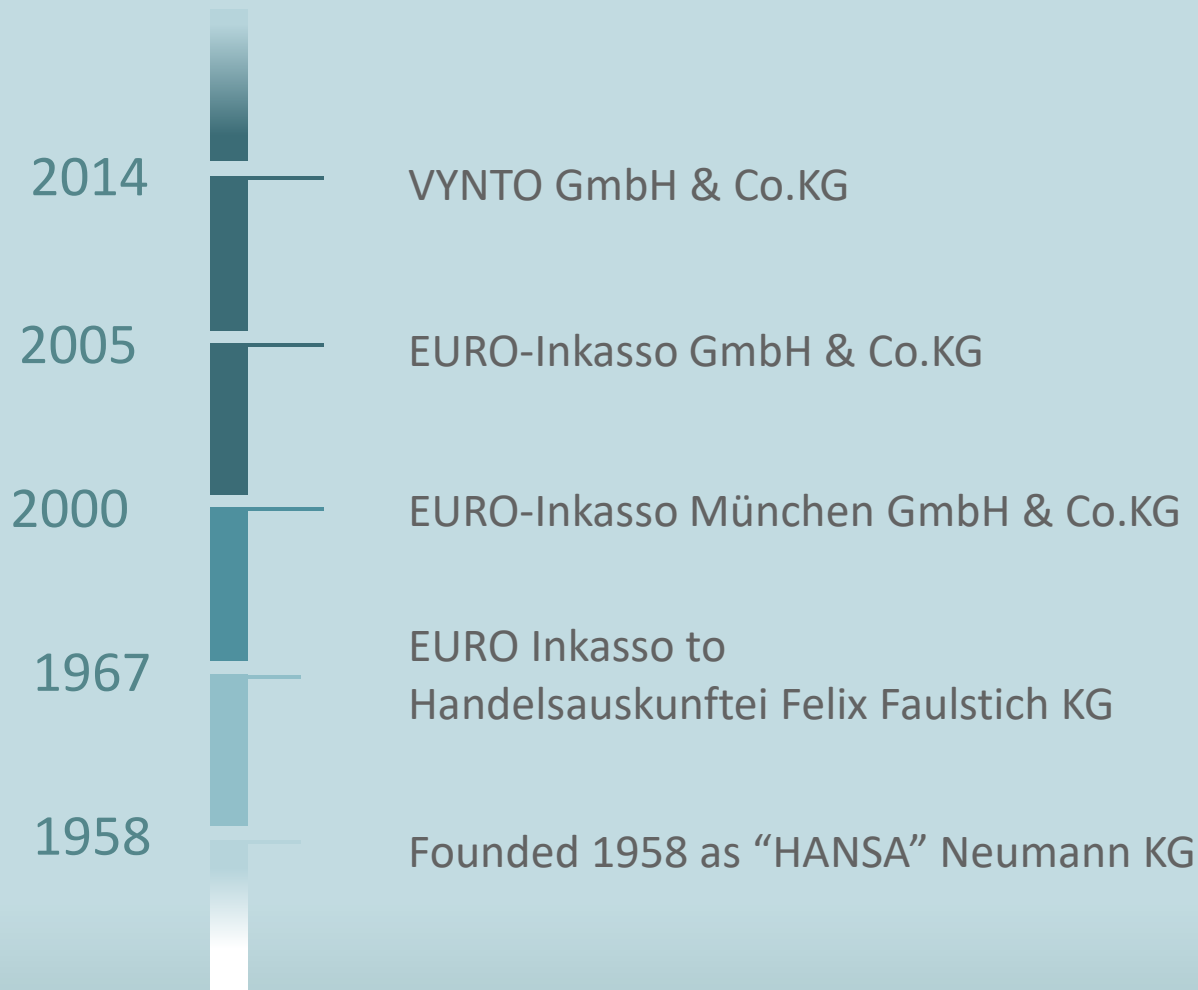 2014
VYNTO GmbH & Co.KG
2005
EURO-Inkasso GmbH & Co.KG
2000
EURO-Inkasso München GmbH & Co.KG
1967
EURO Inkasso to
Handelsauskunftei Felix Faulstich KG
1958
Founded 1958 as “HANSA” Neumann KG